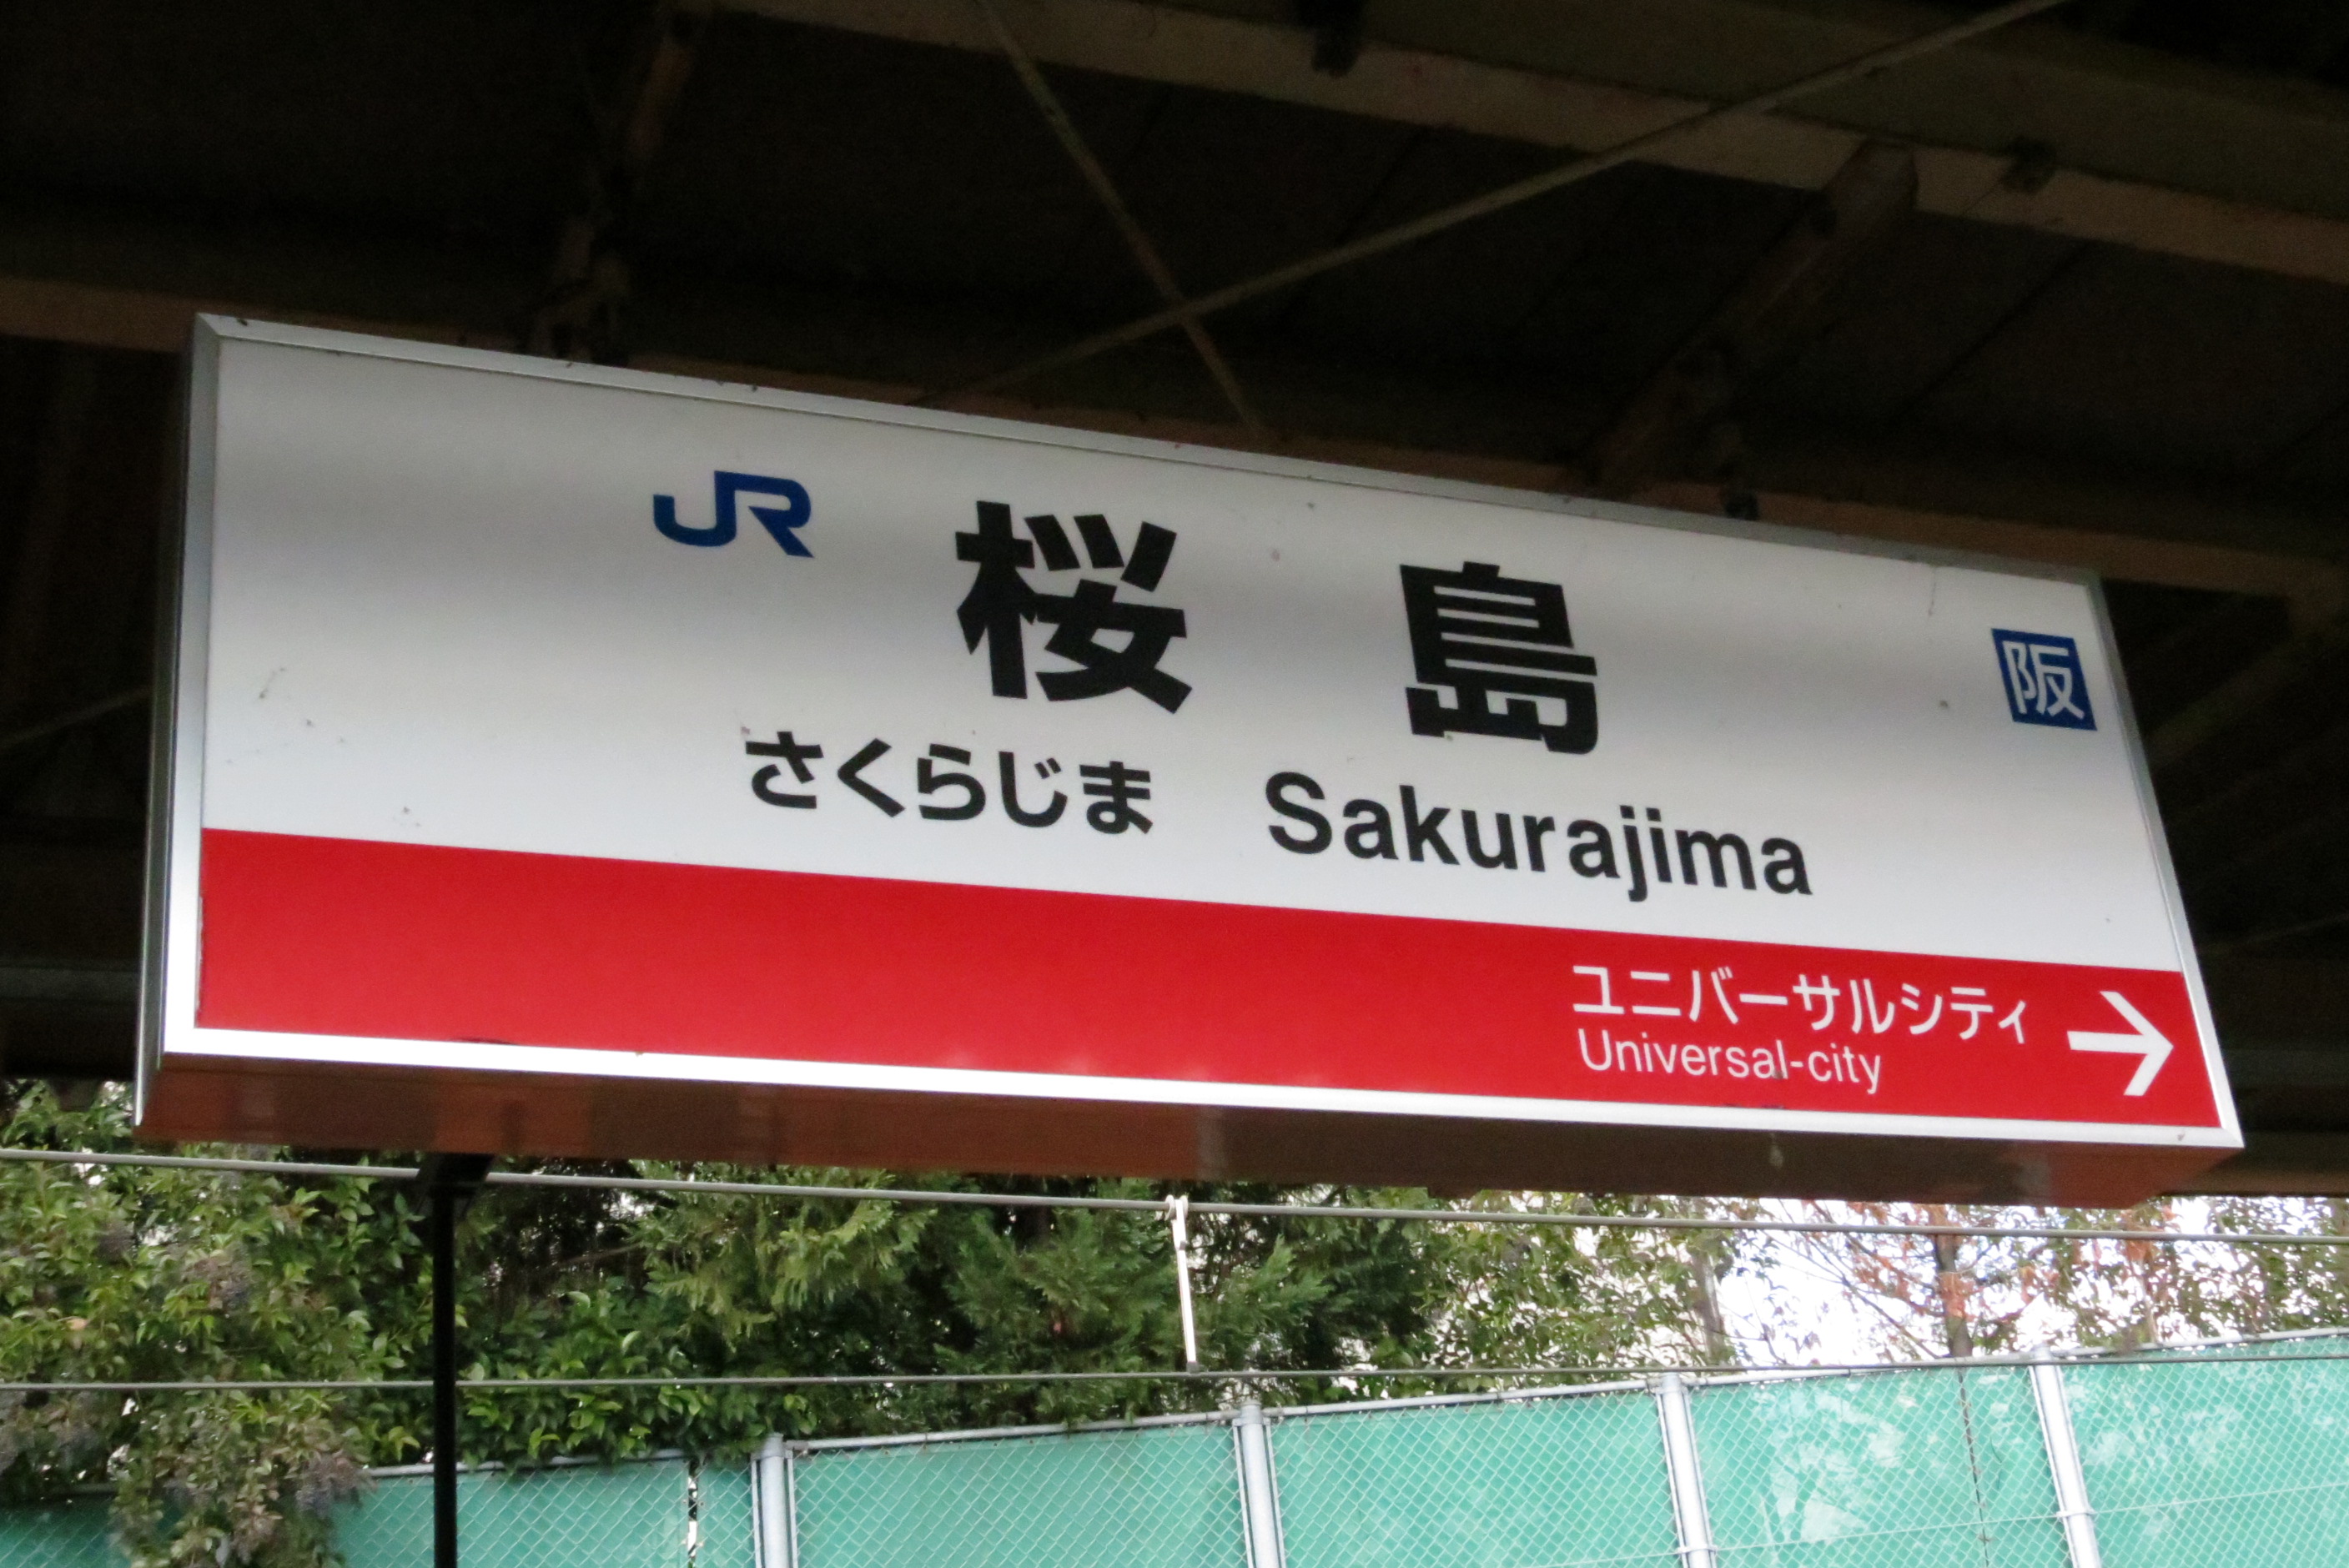 JR 桜島
阪
さくらじま Sakurajima
ユニバーサルシティ →
Universal-city